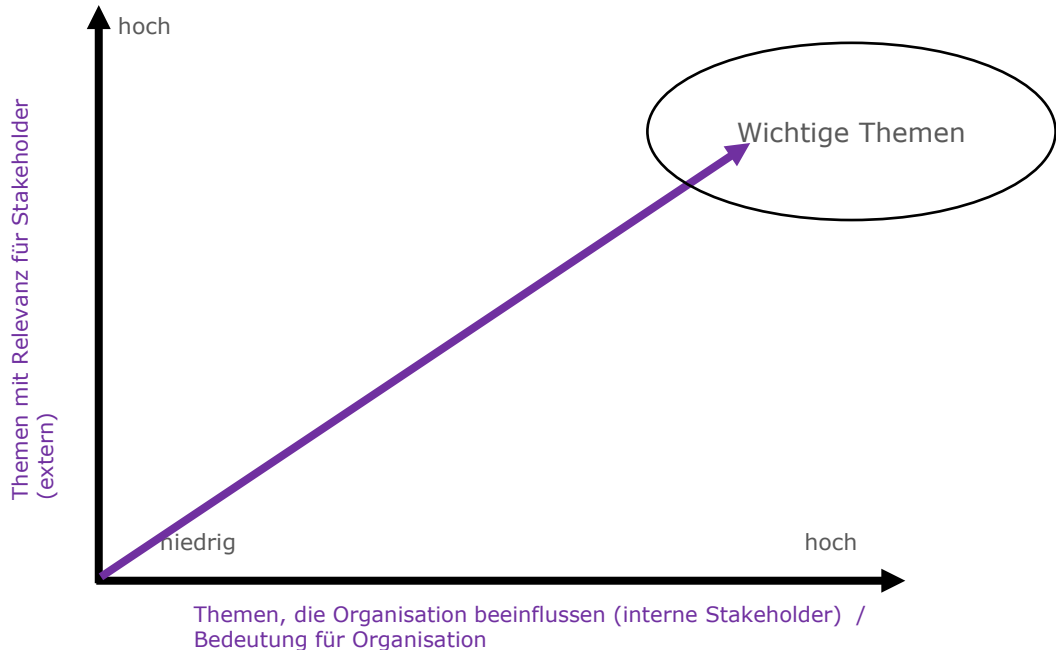 hoch
Wichtige Themen
Themen mit Relevanz für Stakeholder
(extern)
niedrig
hoch
Themen, die Organisation beeinflussen (interne Stakeholder) /
Bedeutung für Organisation